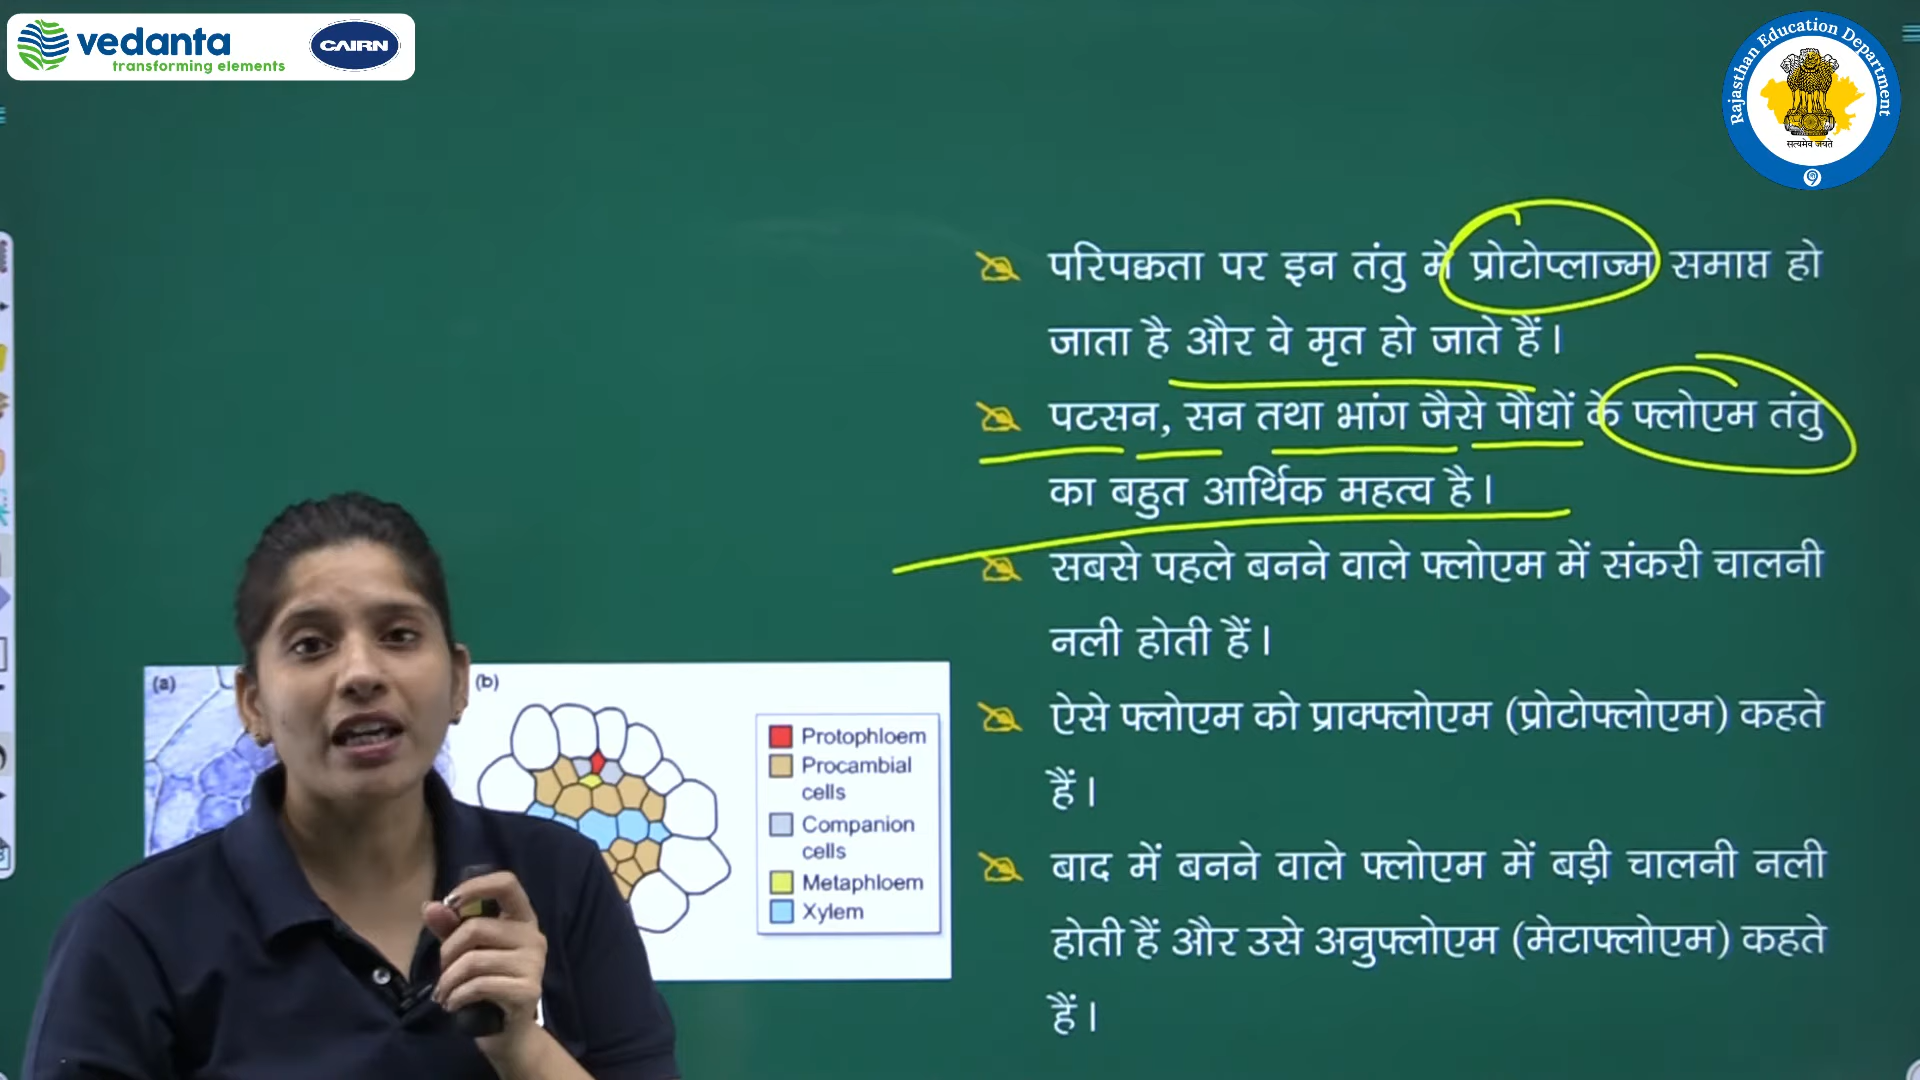 vedanta
transforming elements
CAIRN
Rajasthan Education Department
सत्यमेव जयते
परिपक्वता पर इन तंतु में प्रोटोप्लाज्म समाप्त हो
जाता है और वे मृत हो जाते हैं।
पटसन, सन तथा भांग जैसे पौधों के फ्लोएम तंतु
का बहुत आर्थिक महत्व है।
सबसे पहले बनने वाले फ्लोएम में संकरी चालनी
नली होती हैं।
ऐसे फ्लोएम को प्राक्फ्लोएम (प्रोटोफ्लोएम) कहते
हैं।
बाद में बनने वाले फ्लोएम में बड़ी चालनी नली
होती हैं और उसे अनुफ्लोएम (मेटाफ्लोएम) कहते
हैं।
(a)
(b)
Protophloem
Procambial
cells
Companion
cells
Metaphloem
Xylem